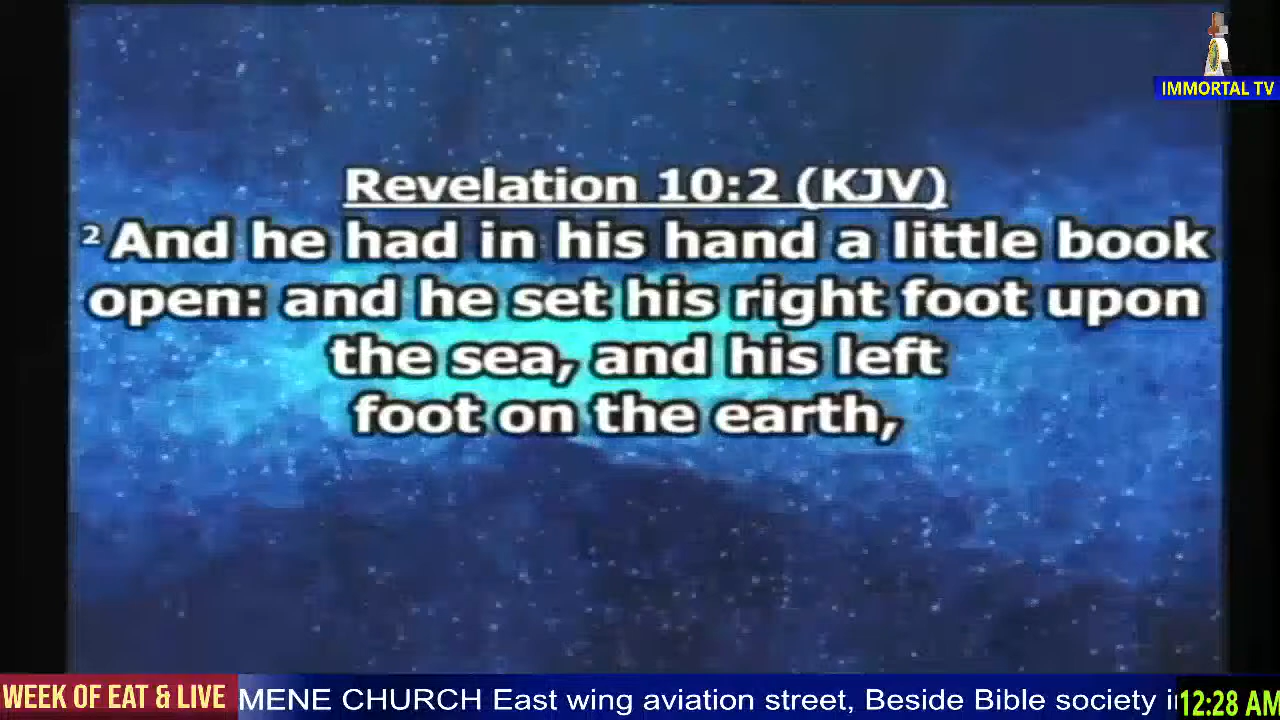 IMMORTAL TV
Revelation 10:2 (KJV)
2 And he had in his hand a little book
open: and he set his right foot upon
the sea, and his left
foot on the earth,
WEEK OF EAT & LIVE
MENE CHURCH East wing aviation street, Beside Bible society i
12:28 AM